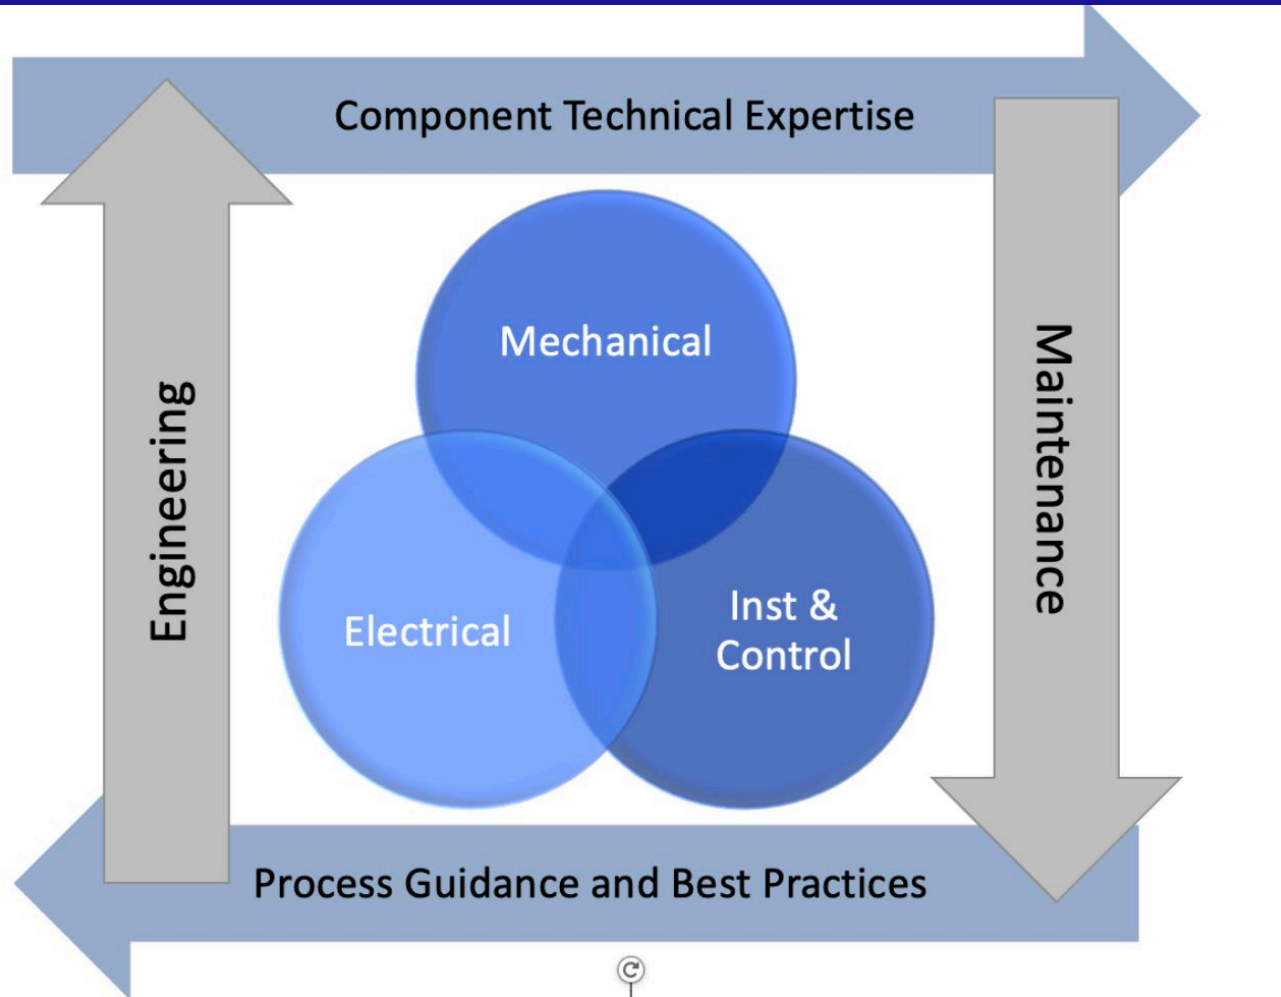 Component Technical Expertise
Engineering
Mechanical
Maintenance
Electrical
Inst &
Control
Process Guidance and Best Practices